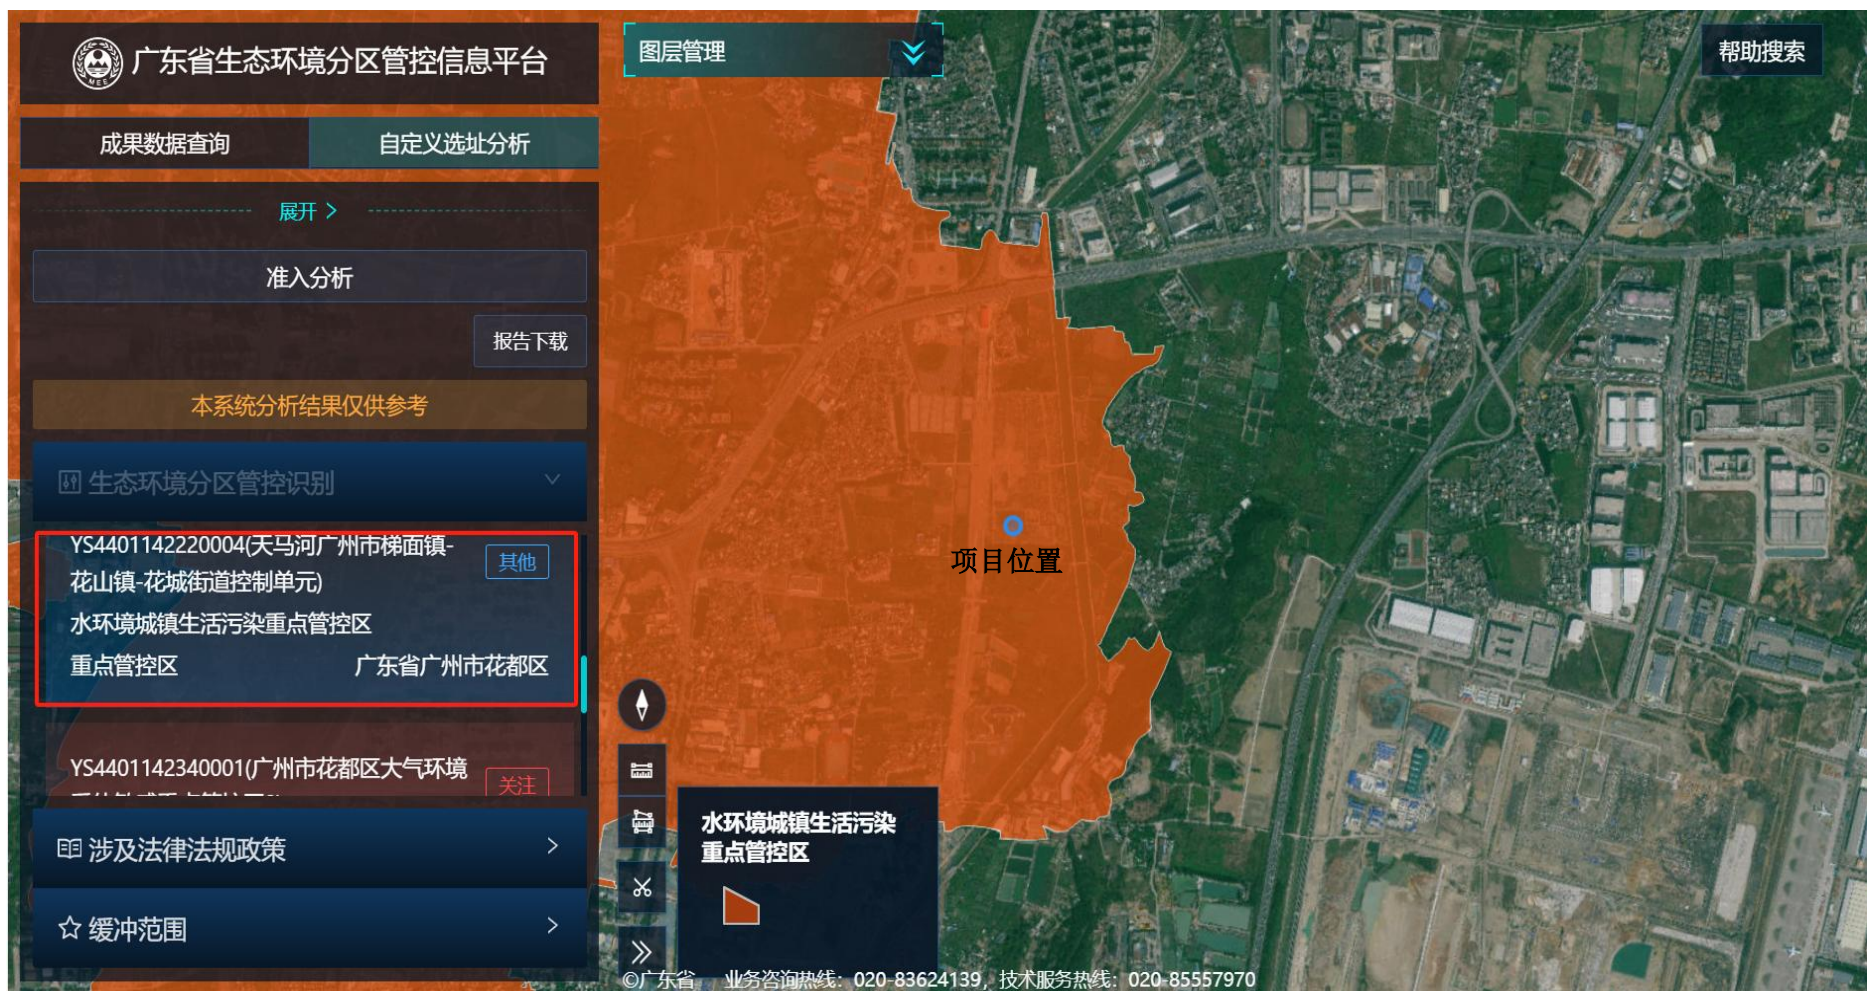 广东省生态环境分区管控信息平台
MEE
图层管理
帮助搜索
成果数据查询
自定义选址分析
展开 >
准入分析
报告下载
本系统分析结果仅供参考
生态环境分区管控识别
YS4401142220004(天马河广州市梯面镇-
花山镇-花城街道控制单元)
其他
水环境城镇生活污染重点管控区
重点管控区
广东省广州市花都区
YS4401142340001(广州市花都区大气环境
关注
涉及法律法规政策
缓冲范围
项目位置
水环境城镇生活污染
重点管控区
©广东省 业务咨询热线：020-83624139，技术服务热线：020-85557970